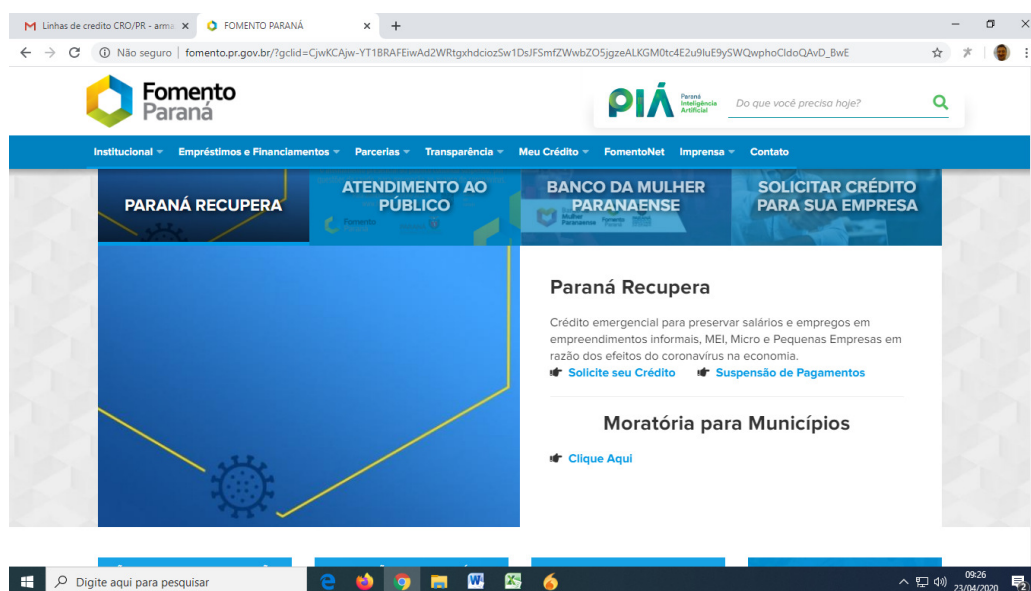 Linhas de credito CRO/PR - arma
FOMENTO PARANÁ
Não seguro | fomento.pr.gov.br/?gclid=CjwKCAjw-YT1BRAFEiwAd2WRtgxhdciozSw1DsJFSmfZWwbZO5jgzeALKGM0tc4E2u9IuE9ySWQwphoCIdoQAvD_BwE
Fomento
Paraná
PIÁ
Paraná
Inteligência
Artificial
Do que você precisa hoje?
Institucional Empréstimos e Financiamentos Parcerias Transparência Meu Crédito FomentoNet Imprensa Contato
PARANÁ RECUPERA
ATENDIMENTO AO
PÚBLICO
BANCO DA MULHER
PARANAENSE
SOLICITAR CRÉDITO
PARA SUA EMPRESA
Paraná Recupera
Crédito emergencial para preservar salários e empregos em
empreendimentos informais, MEI, Micro e Pequenas Empresas em
razão dos efeitos do coronavírus na economia.
Solicite seu Crédito Suspensão de Pagamentos
Moratória para Municípios
Clique Aqui
Digite aqui para pesquisar
09:26
23/04/2020